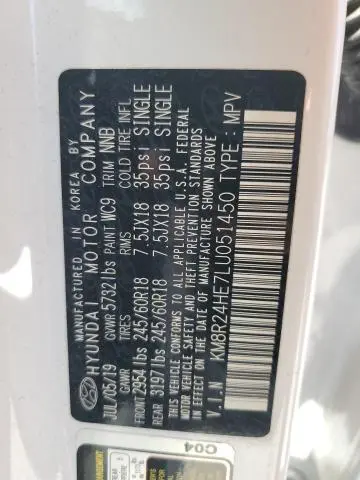 MADE IN KOREA BY
HYUNDAI MOTOR COMPANY
JUL/05/19 GVWR 5732 lbs PAINT WC9 TRIM NNB
GAWR TIRES RIMS COLD TIRE INFL
FRONT 2954 lbs 245/60R18 7.5JX18 35psi SINGLE
REAR 3197 lbs 245/60R18 7.5JX18 35psi SINGLE
THIS VEHICLE CONFORMS TO ALL APPLICABLE U.S.A. FEDERAL
MOTOR VEHICLE SAFETY AND THEFT PREVENTION STANDARDS
IN EFFECT ON THE DATE OF MANUFACTURE SHOWN ABOVE.
V.I.N : KM8R24HE7LU051450 TYPE : MPV
C04